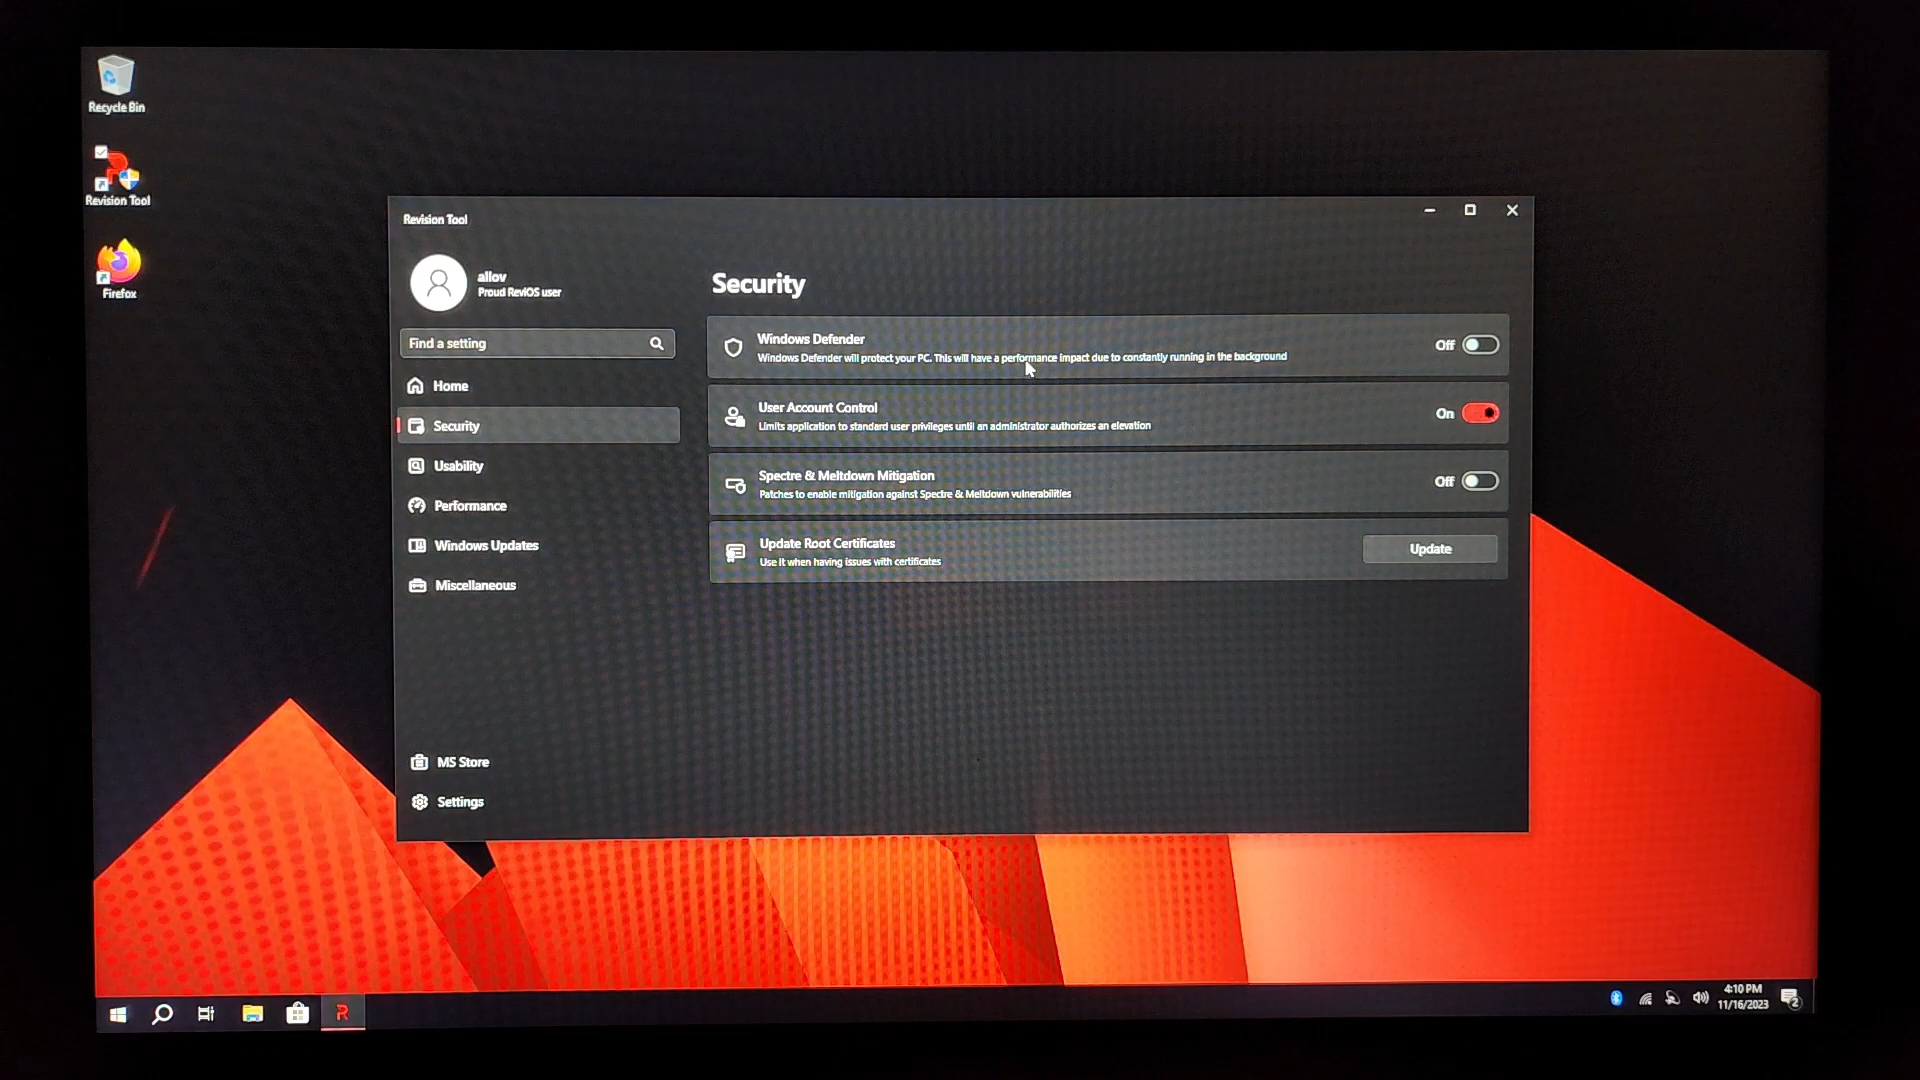 Recycle Bin
Revision Tool
Firefox
Revision Tool
allov
Proud ReviOS user
Find a setting
Home
Security
Usability
Performance
Windows Updates
Miscellaneous
MS Store
Settings
Security
Windows Defender
Windows Defender will protect your PC. This will have a performance impact due to constantly running in the background
Off
User Account Control
Limits application to standard user privileges until an administrator authorizes an elevation
On
Spectre & Meltdown Mitigation
Patches to enable mitigation against Spectre & Meltdown vulnerabilities
Off
Update Root Certificates
Use it when having issues with certificates
Update
4:10 PM
11/16/2023
2